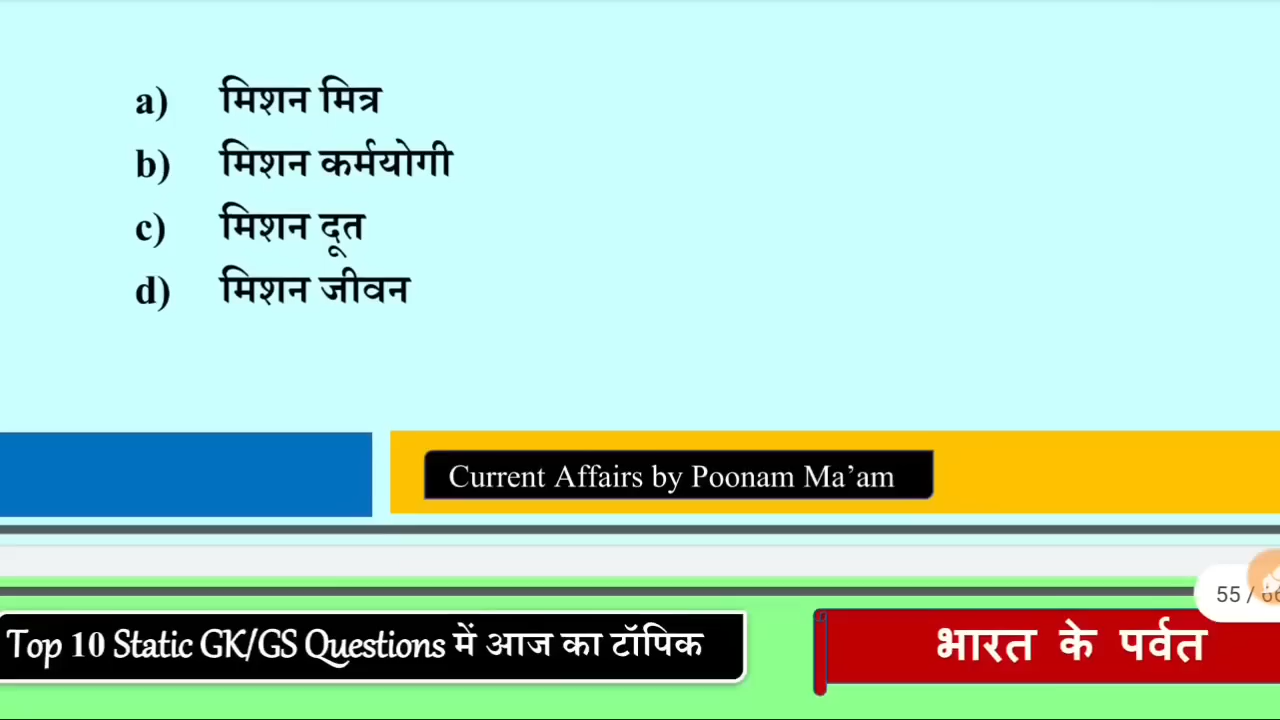 a) मिशन मित्र
b) मिशन कर्मयोगी
c) मिशन दूत
d) मिशन जीवन
Current Affairs by Poonam Ma’am
55 / 66
Top 10 Static GK/GS Questions में आज का टॉपिक
भारत के पर्वत